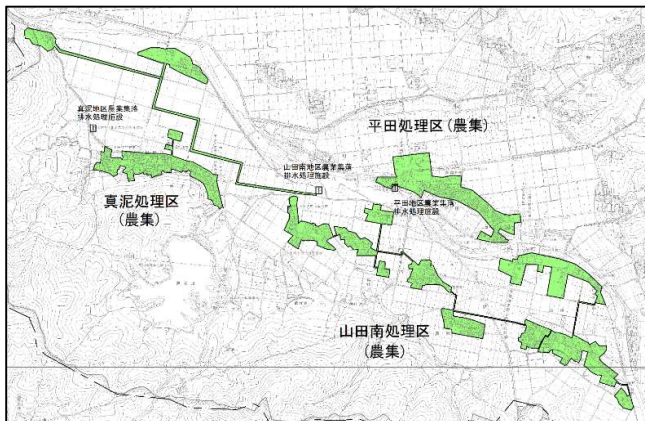 平田処理区(農集)
真泥地区農業集落
排水処理施設
山田南地区農業集落
排水処理施設
真泥処理区
(農集)
平田地区農業集落
排水処理施設
山田南処理区
(農集)